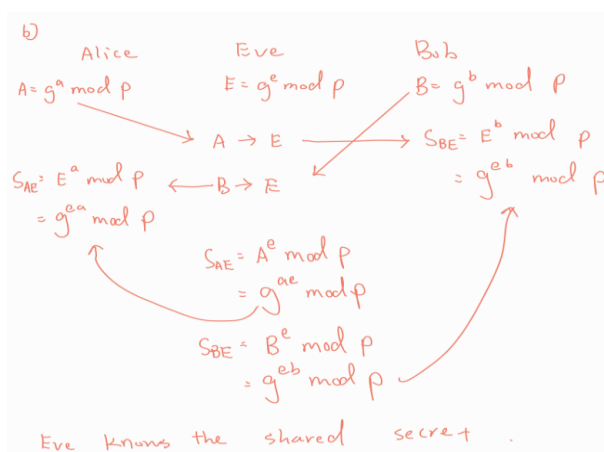 b)
Alice Eve Bob
A = g^a mod p E = g^e mod p B = g^b mod p
A → E S_BE = E^b mod p
= g^eb mod p
S_AE = E^a mod p ← B → E
= g^ea mod p
S_AE = A^e mod p
= g^ae mod p
S_BE = B^e mod p
= g^eb mod p
Eve knows the shared secret.